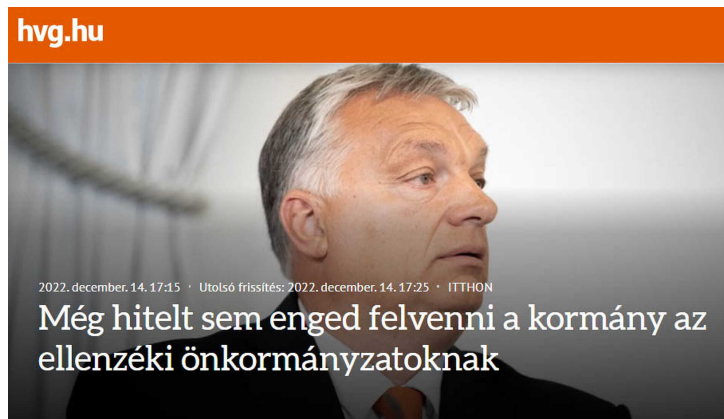 hvg.hu
2022. december. 14. 17:15 · Utolsó frissítés: 2022. december. 14. 17:25 · ITTHON
Még hitelt sem enged felvenni a kormány az
ellenzéki önkormányzatoknak